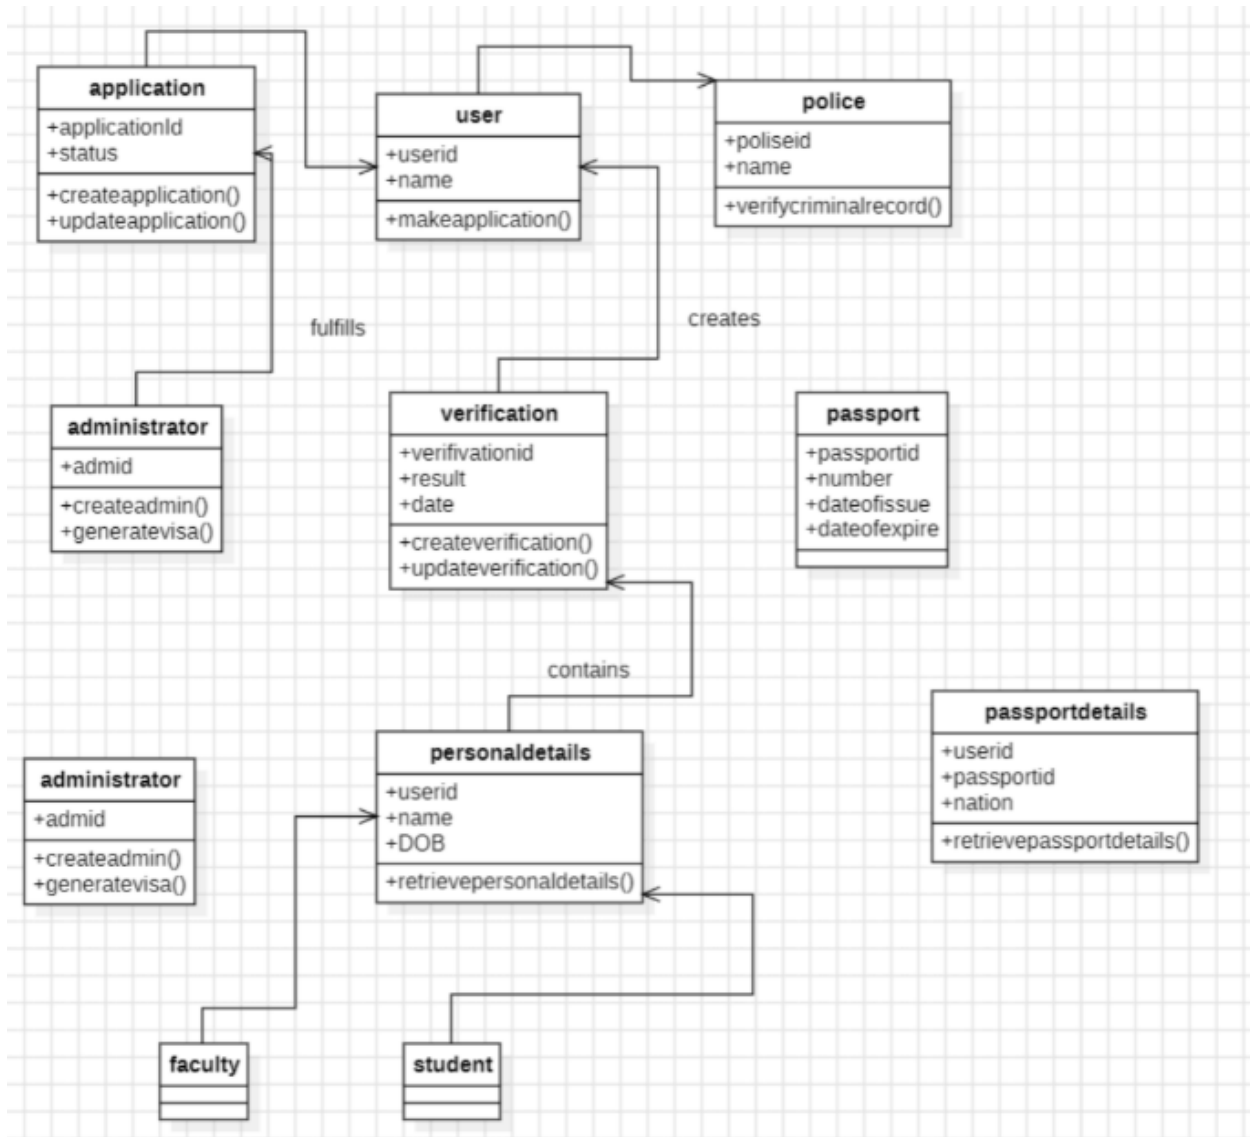 application
+applicationId
+status
+createapplication()
+updateapplication()
user
+userid
+name
+makeapplication()
police
+poliseid
+name
+verifycriminalrecord()
fulfills
creates
administrator
+admid
+createadmin()
+generatevisa()
verification
+verifivationid
+result
+date
+createverification()
+updateverification()
passport
+passportid
+number
+dateofissue
+dateofexpire
contains
administrator
+admid
+createadmin()
+generatevisa()
personaldetails
+userid
+name
+DOB
+retrievepersonaldetails()
passportdetails
+userid
+passportid
+nation
+retrievepassportdetails()
faculty
student